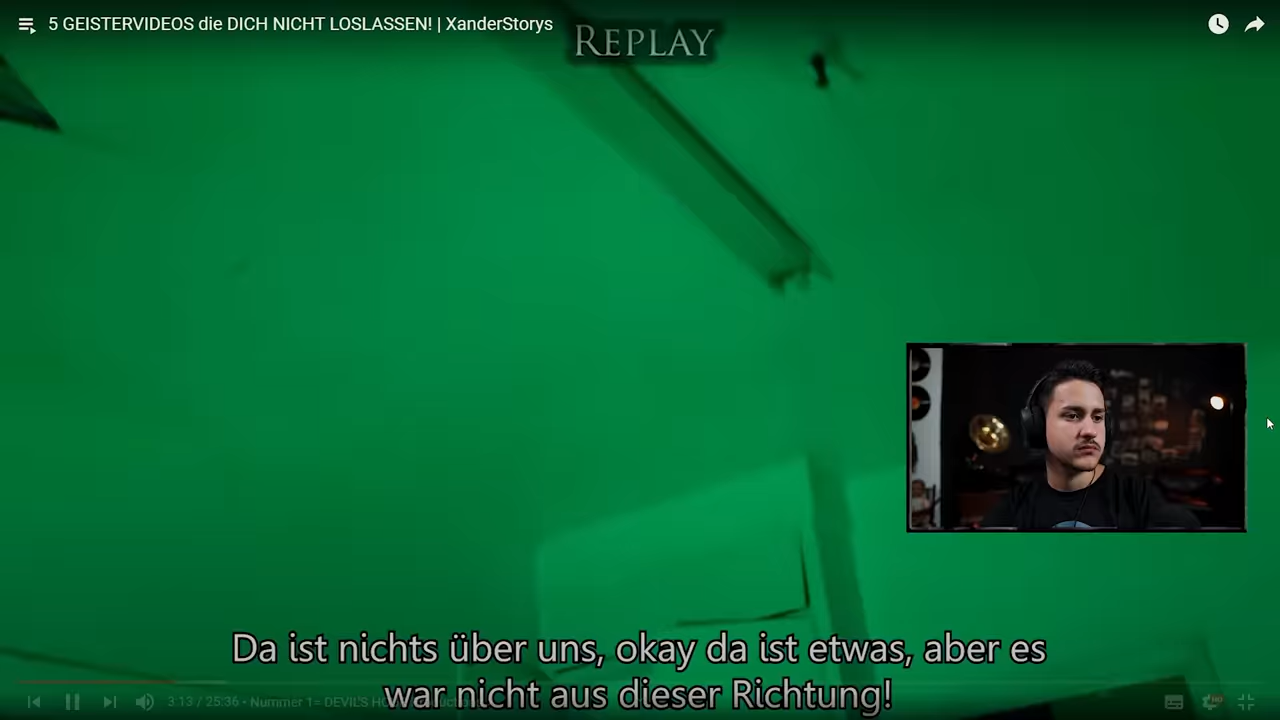 5 GEISTERVIDEOS die DICH NICHT LOSLASSEN! | XanderStorys
REPLAY
Da ist nichts über uns, okay da ist etwas, aber es
war nicht aus dieser Richtung!
3:13 / 25:36 • Nummer 1= DEVIL'S